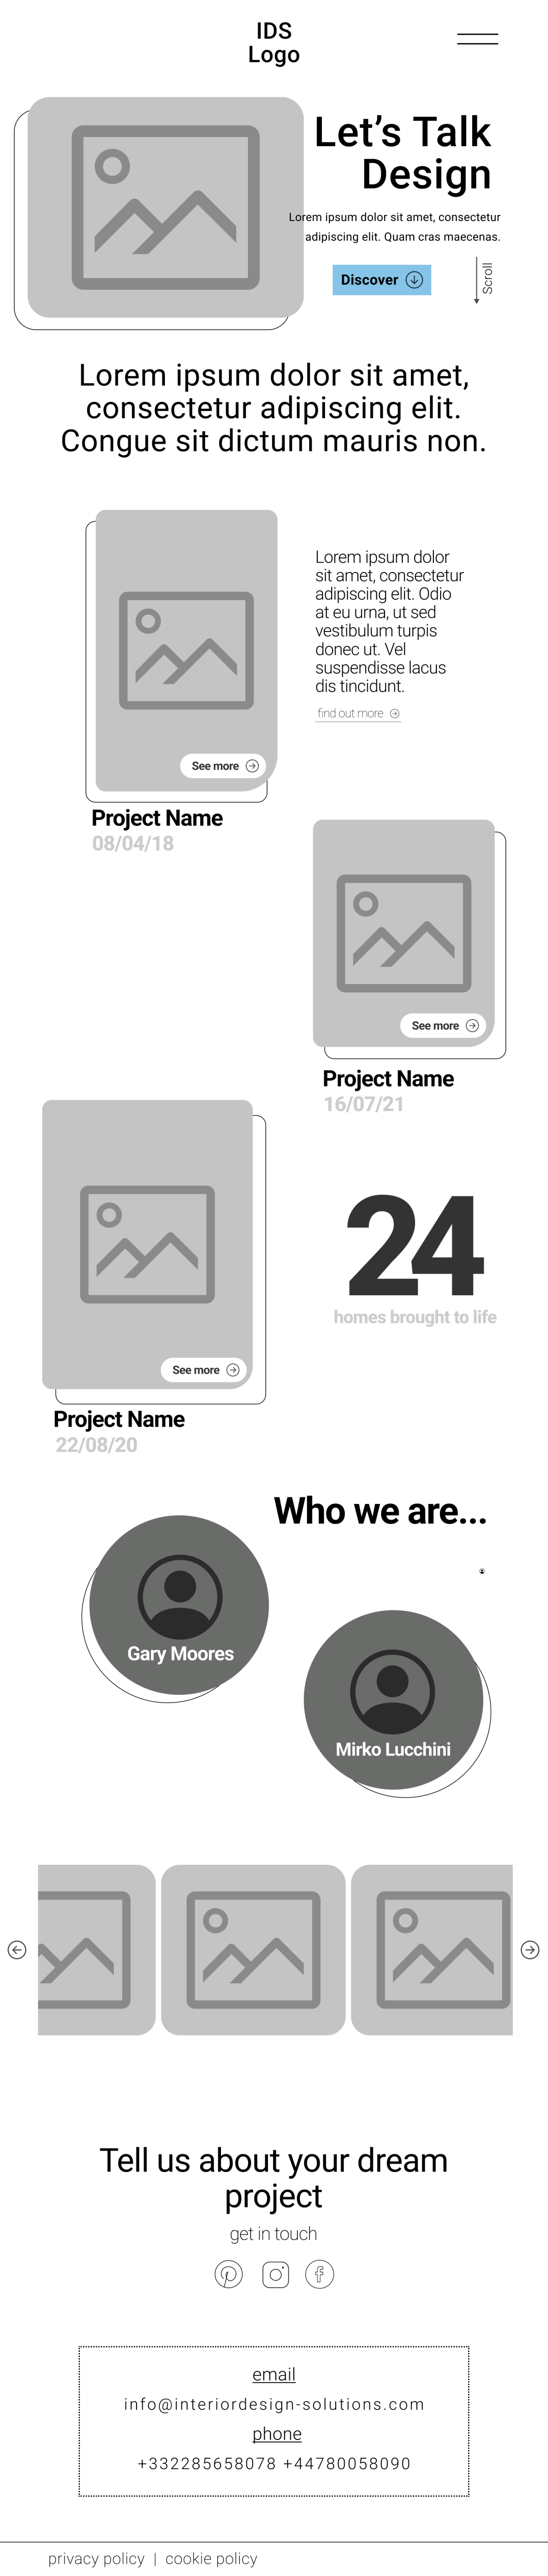 IDS
Logo
Let's Talk
Design
Lorem ipsum dolor sit amet, consectetur
adipiscing elit. Quam cras maecenas.
Discover
Scroll
Lorem ipsum dolor sit amet,
consectetur adipiscing elit.
Congue sit dictum mauris non.
Lorem ipsum dolor
sit amet, consectetur
adipiscing elit. Odio
at eu urna, ut sed
vestibulum turpis
donec ut. Vel
suspendisse lacus
dis tincidunt.
find out more
See more
Project Name
08/04/18
See more
Project Name
16/07/21
24
homes brought to life
See more
Project Name
22/08/20
Who we are...
Gary Moores
Mirko Lucchini
Tell us about your dream
project
get in touch
email
info@interiordesign-solutions.com
phone
+332285658078 +44780058090
privacy policy | cookie policy